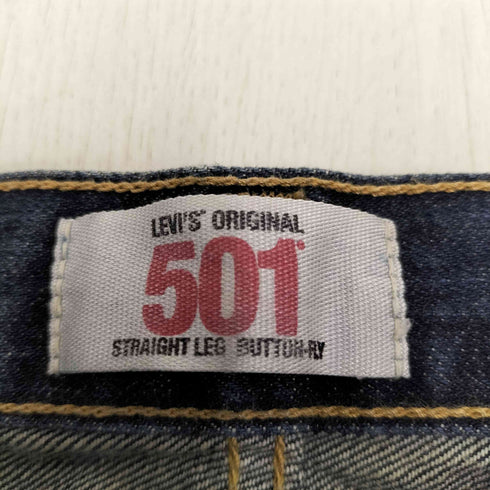 LEVI'S® ORIGINAL
501®
STRAIGHT LEG BUTTON-FLY